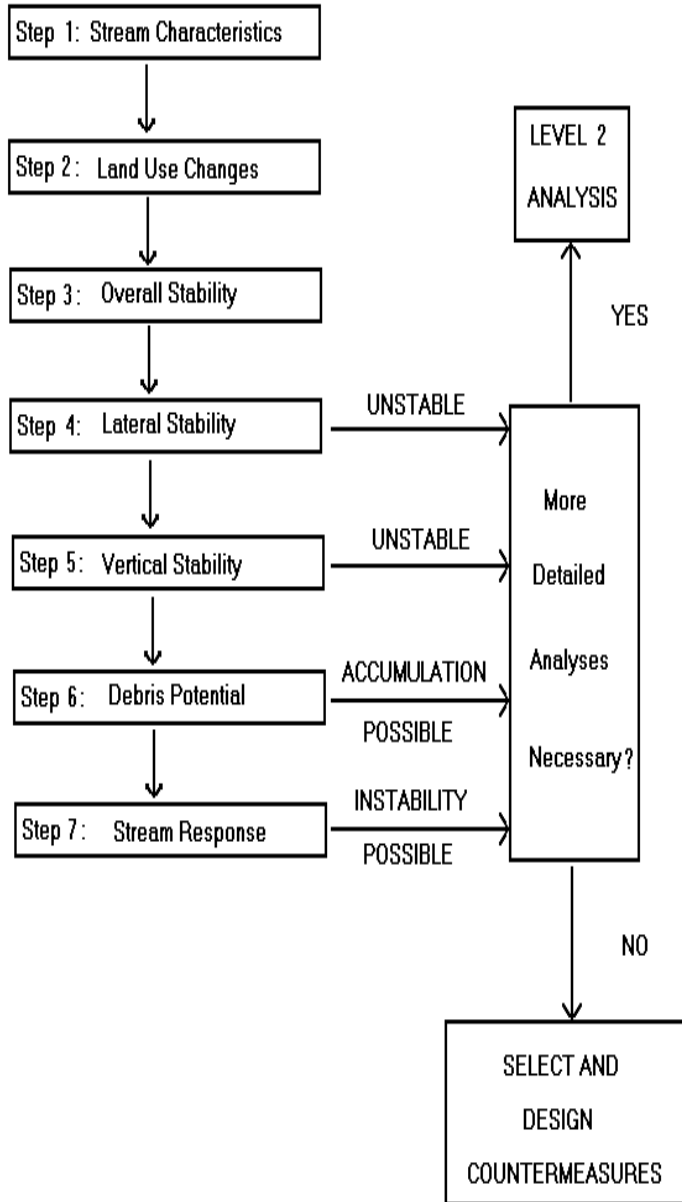 Step 1: Stream Characteristics
Step 2: Land Use Changes
Step 3: Overall Stability
Step 4: Lateral Stability
UNSTABLE
Step 5: Vertical Stability
UNSTABLE
Step 6: Debris Potential
ACCUMULATION
POSSIBLE
Step 7: Stream Response
INSTABILITY
POSSIBLE
LEVEL 2
ANALYSIS
YES
More
Detailed
Analyses
Necessary?
NO
SELECT AND
DESIGN
COUNTERMEASURES